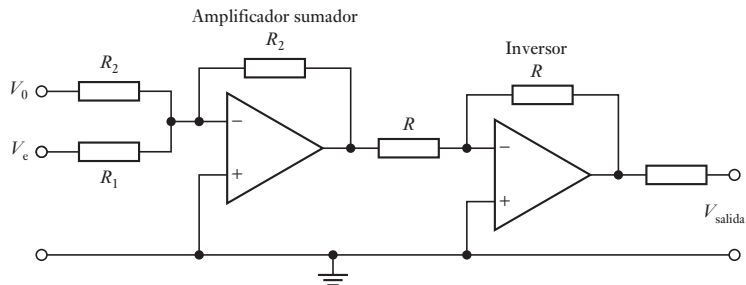 Amplificador sumador
R2
Inversor
R
R2
V0
R
Ve
R1
−
+
−
+
Vsalida